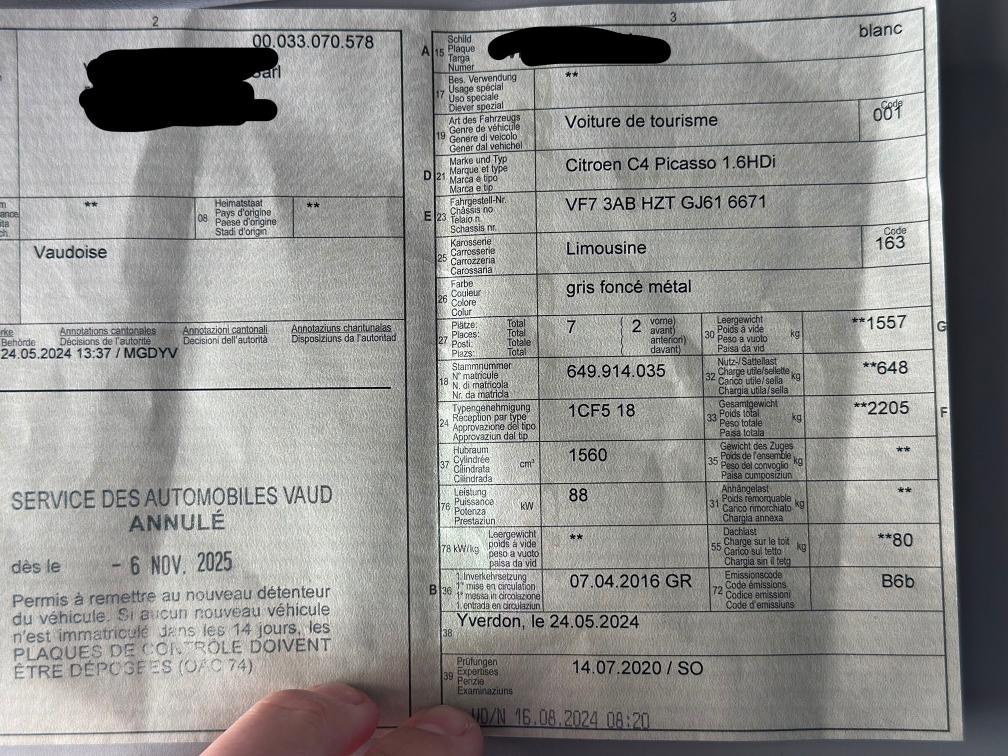 2
00.033.070.578
Sàrl
**
08
Heimatstaat
Pays d'origine
Paese d'origine
Stadi d'origin
**
Vaudoise
Behörde
Annotations cantonales
Décisions de l'autorité
Annotazioni cantonali
Decisioni dell'autorità
Annotaziuns chantunalas
Disposiziuns da l'autoritad
24.05.2024 13:37 / MGDYV
SERVICE DES AUTOMOBILES VAUD
ANNULÉ
dès le - 6 NOV. 2025
Permis à remettre au nouveau détenteur
du véhicule. Si aucun nouveau véhicule
n'est immatriculé dans les 14 jours, les
PLAQUES DE CONTRÔLE DOIVENT
ÊTRE DÉPOSÉES (OAC 74)
3
A 15
Schild
Plaque
Targa
Numer
blanc
17
Bes. Verwendung
Usage spécial
Uso speciale
Diever spezial
**
19
Art des Fahrzeugs
Genre de véhicule
Genere di veicolo
Gener dal vehichel
Voiture de tourisme
Code
001
D 21
Marke und Typ
Marque et type
Marca e tipo
Marca e tip
Citroen C4 Picasso 1.6HDi
E 23
Fahrgestell-Nr.
Châssis no
Telaio n.
Schassis nr.
VF7 3AB HZT GJ61 6671
25
Karosserie
Carrosserie
Carrozzeria
Carossaria
Limousine
Code
163
26
Farbe
Couleur
Colore
Colur
gris foncé métal
27
Plätze: Total
Places: Total
Posti: Totale
Plazs: Total
7 ( 2
vorne)
avant)
anteriori)
davant)
30
Leergewicht
Poids à vide
Peso a vuoto
Paisa da vid
kg
**1557
G
18
Stammnummer
N° matricule
N. di matricola
Nr. da matricla
649.914.035
32
Nutz-/Sattellast
Charge utile/sellette
Carico utile/sella
Chargia utila/sella
kg
**648
24
Typengenehmigung
Réception par type
Approvazione del tipo
Approvaziun dal tip
1CF5 18
33
Gesamtgewicht
Poids total
Peso totale
Paisa totala
kg
**2205
F
37
Hubraum
Cylindrée
Cilindrata
Cilindrada
cm³
1560
35
Gewicht des Zuges
Poids de l'ensemble
Peso del convoglio
Paisa cumposiziun
kg
**
76
Leistung
Puissance
Potenza
Prestaziun
kW
88
31
Anhängelast
Poids remorquable
Carico rimorchiato
Chargia annexa
kg
**
78 kW/kg
Leergewicht
poids à vide
peso a vuoto
paisa da vid
**
55
Dachlast
Charge sur le toit
Carico sul tetto
Chargia sin il tetg
kg
**80
B 36
1. Inverkehrsetzung
1re mise en circulation
1a messa in circolazione
1. entrada en circulaziun
07.04.2016 GR
72
Emissionscode
Code émissions
Codice emissioni
Code d'emissiuns
B6b
38
Yverdon, le 24.05.2024
39
Prüfungen
Expertises
Perizie
Examinaziuns
14.07.2020 / SO
VD/N 16.08.2024 08:20